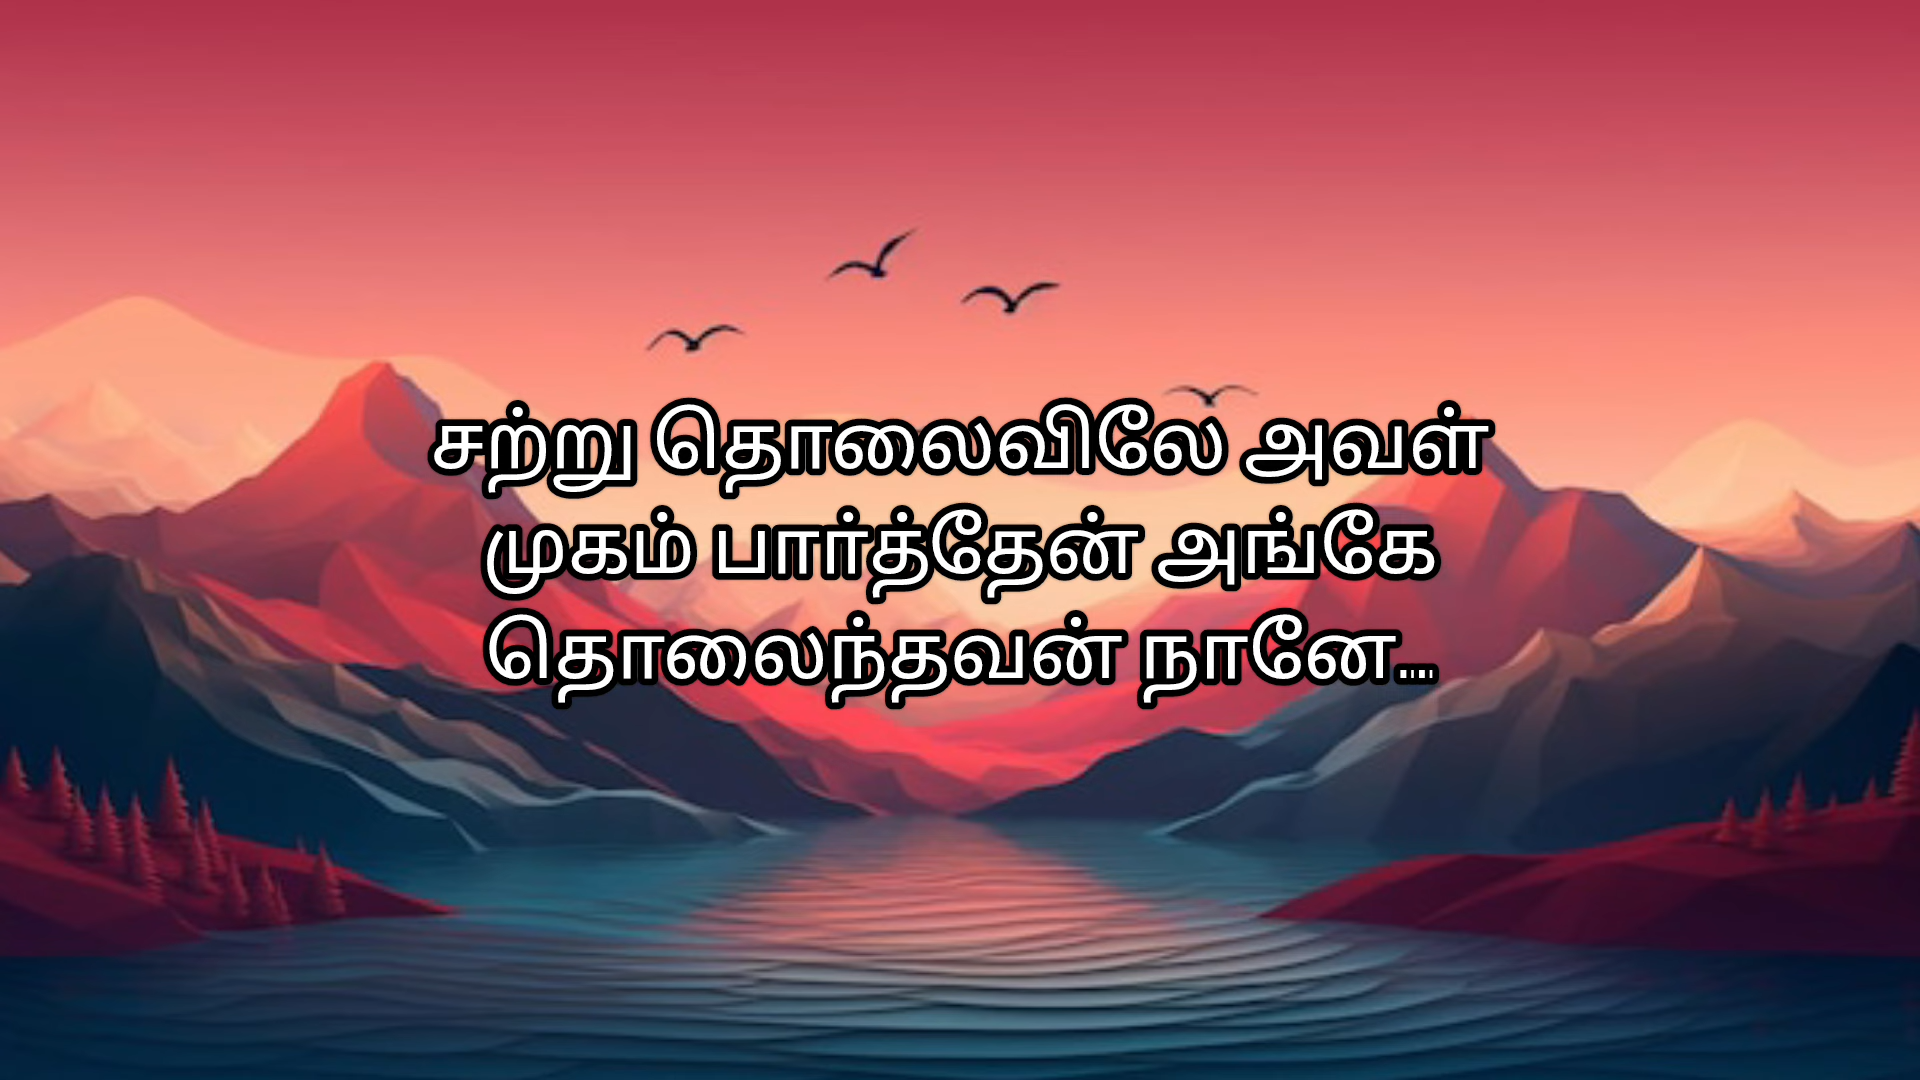 சற்று தொலைவிலே அவள்
முகம் பார்த்தேன் அங்கே
தொலைந்தவன் நானே....